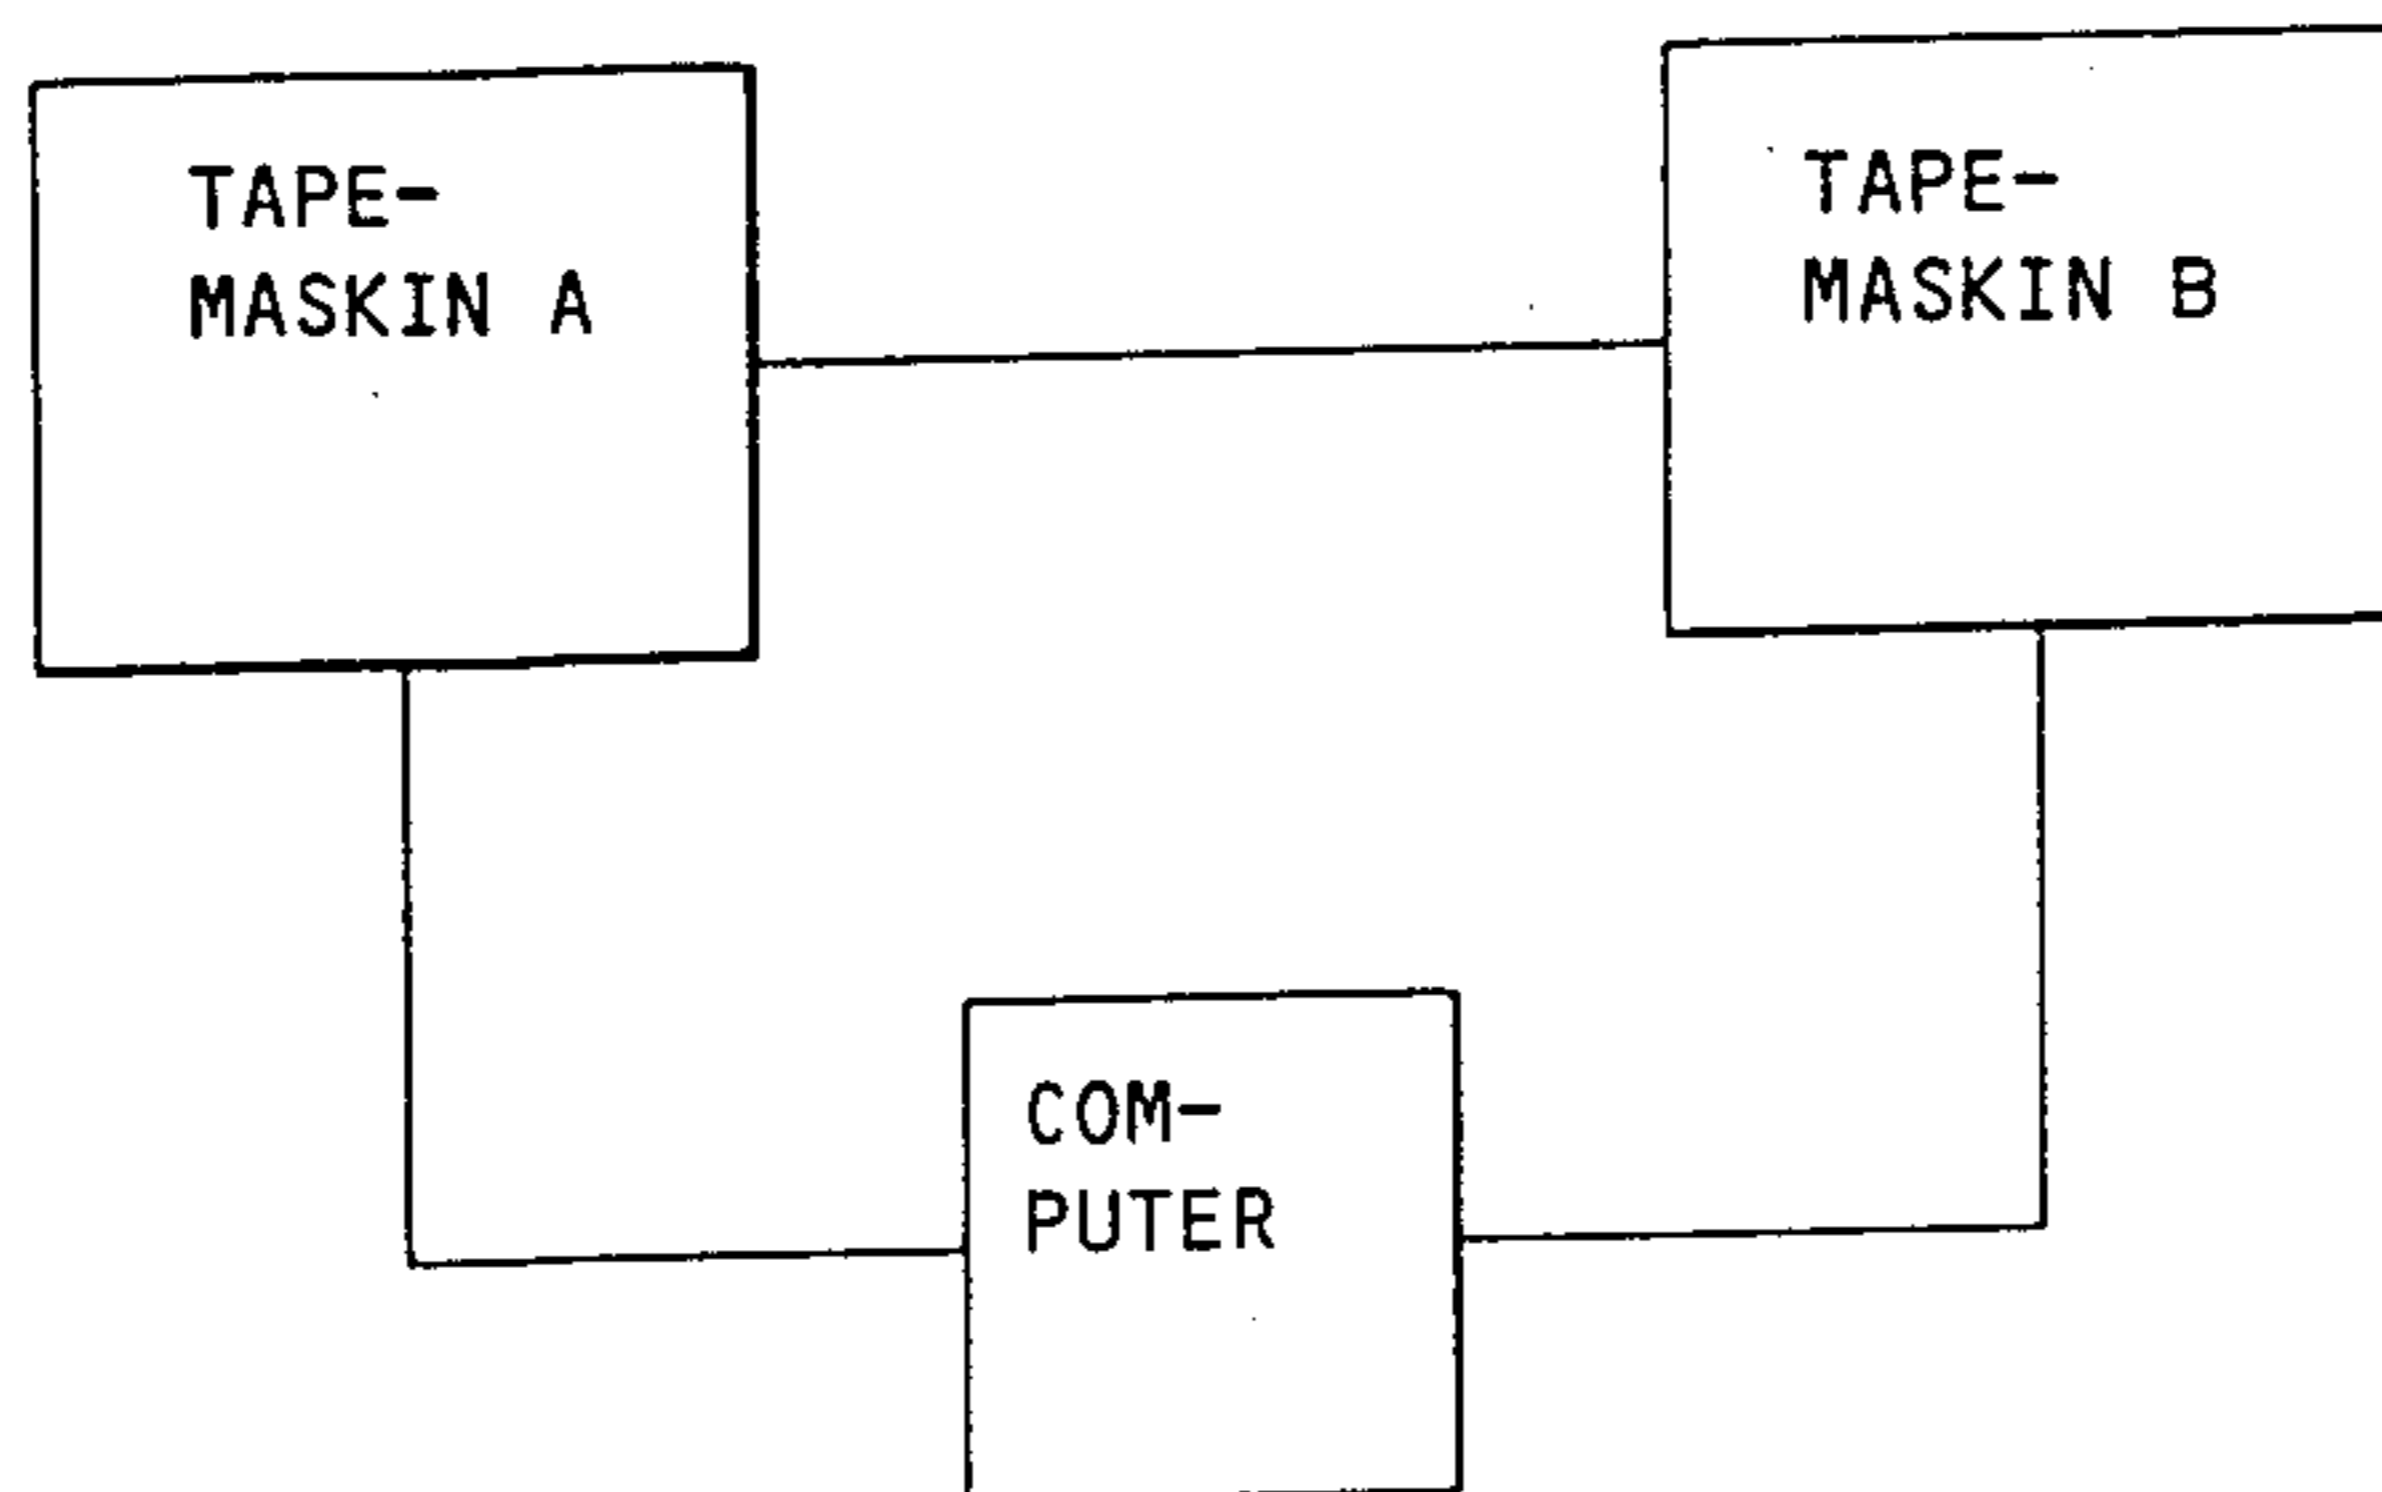 TAPE-
MASKIN A
TAPE-
MASKIN B
COM-
PUTER